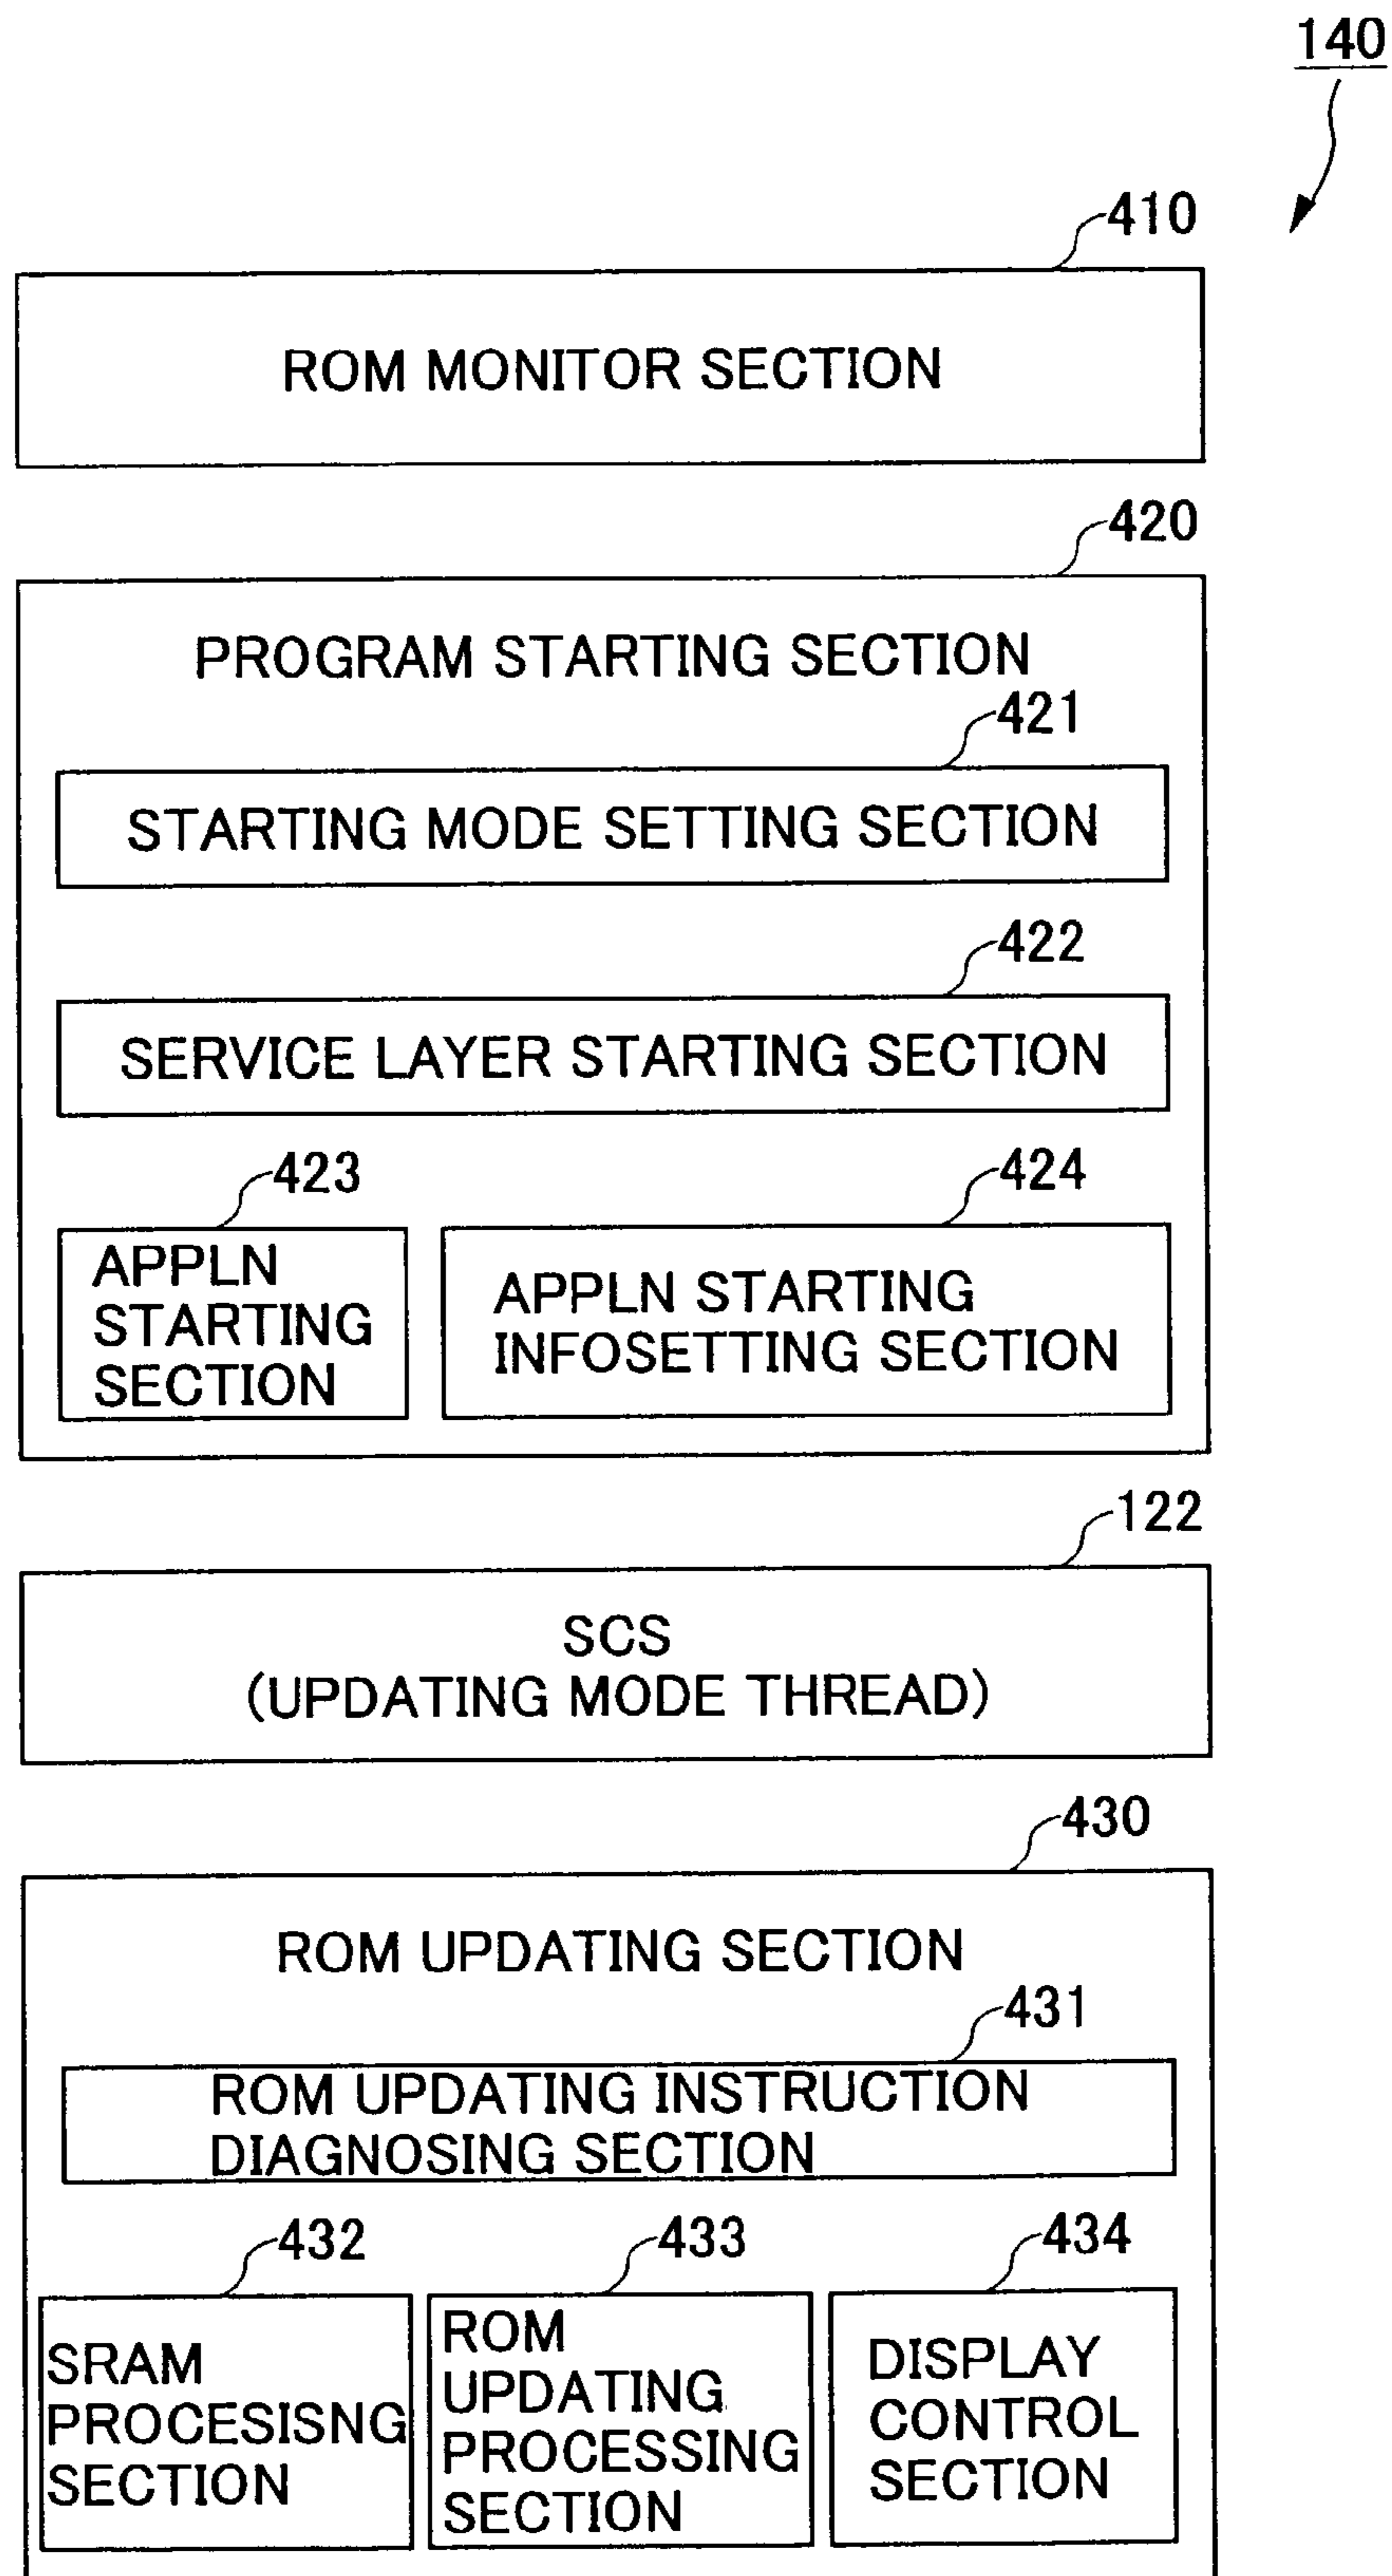 140
410
ROM MONITOR SECTION
420
PROGRAM STARTING SECTION
421
STARTING MODE SETTING SECTION
422
SERVICE LAYER STARTING SECTION
423
424
APPLN
STARTING
SECTION
APPLN STARTING
INFOSETTING SECTION
122
SCS
(UPDATING MODE THREAD)
430
ROM UPDATING SECTION
431
ROM UPDATING INSTRUCTION
DIAGNOSING SECTION
432
433
434
SRAM
PROCESISNG
SECTION
ROM
UPDATING
PROCESSING
SECTION
DISPLAY
CONTROL
SECTION